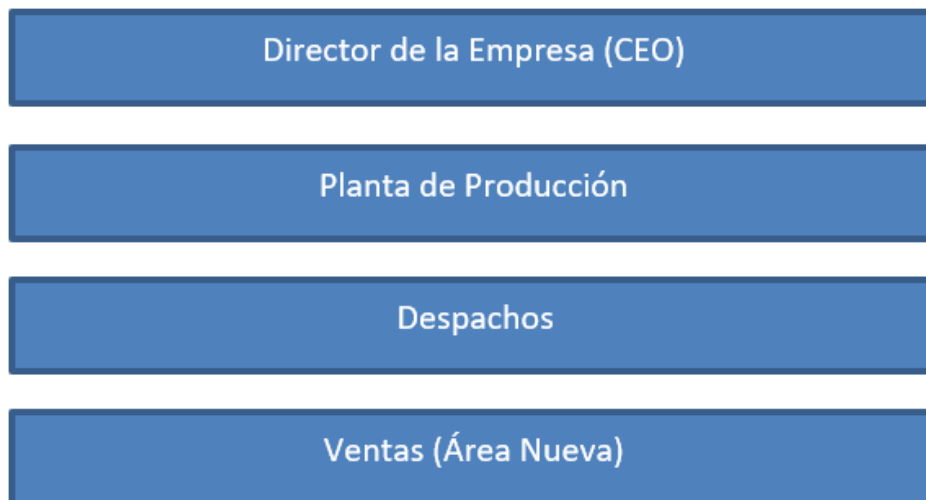 Director de la Empresa (CEO)
Planta de Producción
Despachos
Ventas (Área Nueva)